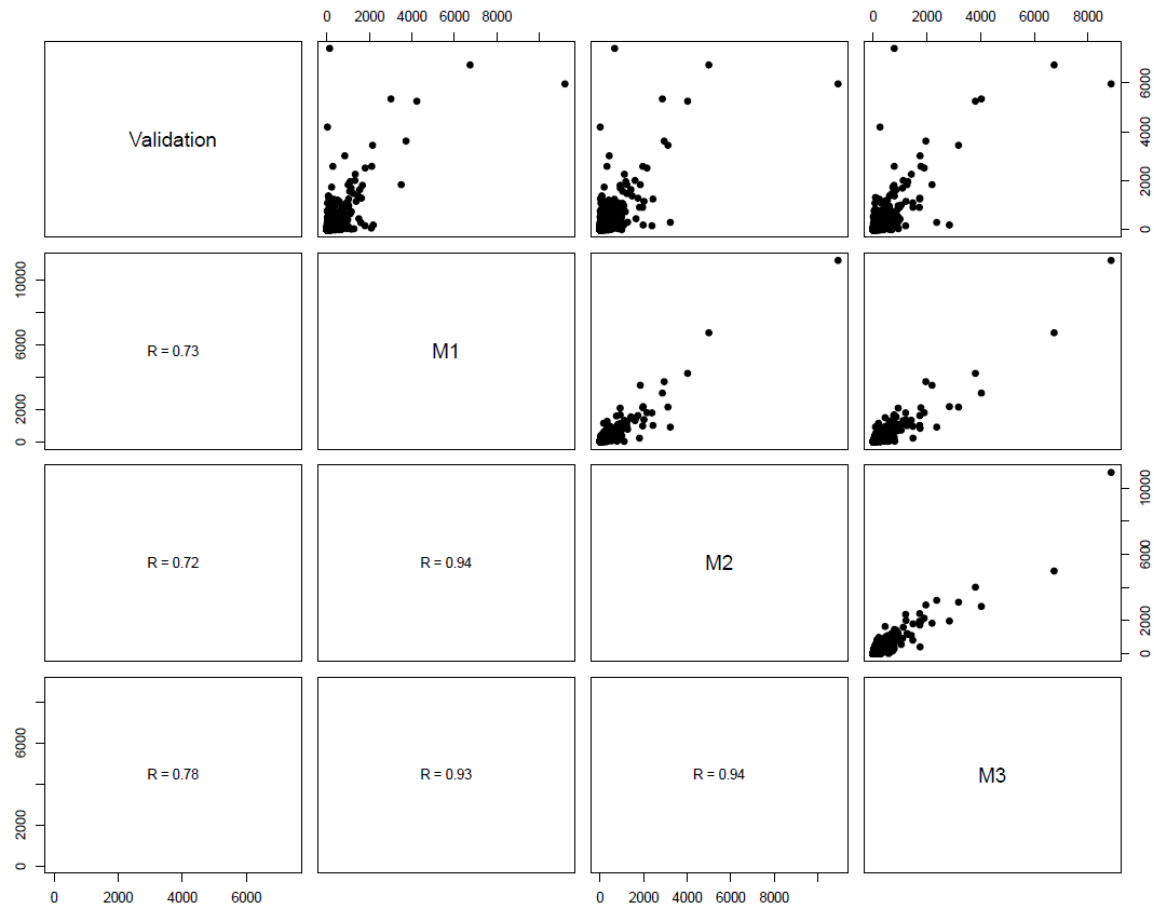 0 2000 4000 6000 8000
0 2000 4000 6000 8000
Validation
0 2000 4000 6000
0 2000 6000 10000
R = 0.73
M1
R = 0.72
R = 0.94
M2
0 2000 6000 10000
0 2000 6000
R = 0.78
R = 0.93
R = 0.94
M3
0 2000 4000 6000
0 2000 4000 8000